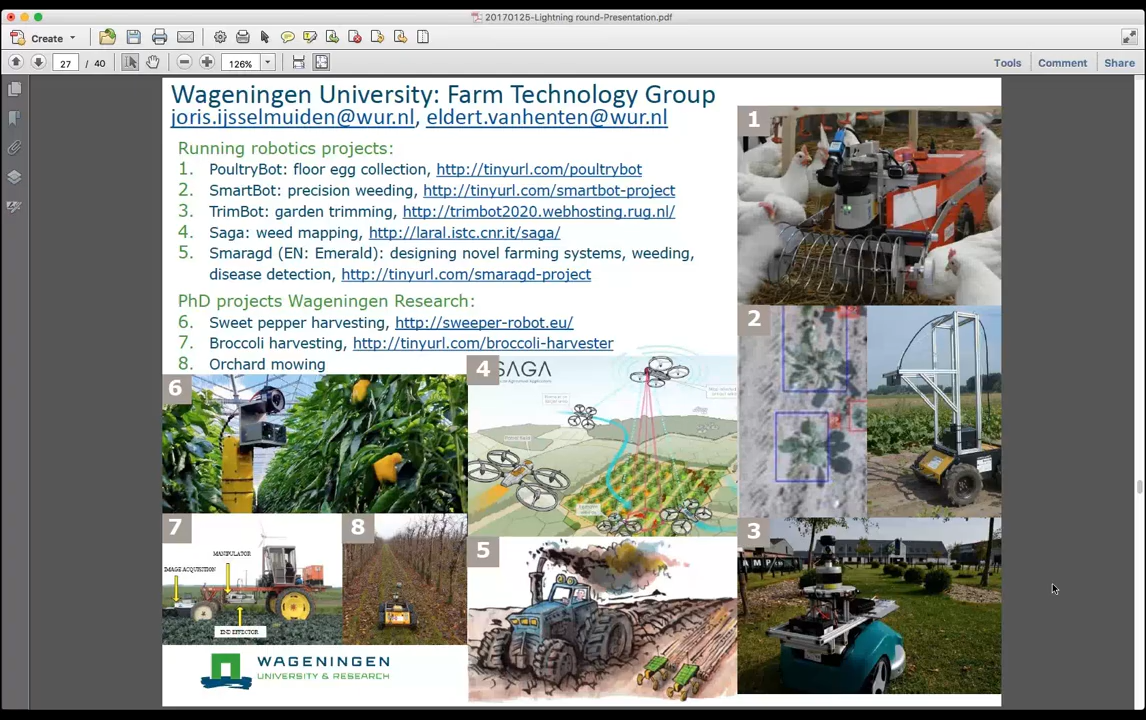 20170125-Lightning round-Presentation.pdf
Create
27 / 40
126%
Tools Comment Share
Wageningen University: Farm Technology Group
joris.ijsselmuiden@wur.nl, eldert.vanhenten@wur.nl
Running robotics projects:
1. PoultryBot: floor egg collection, http://tinyurl.com/poultrybot
2. SmartBot: precision weeding, http://tinyurl.com/smartbot-project
3. TrimBot: garden trimming, http://trimbot2020.webhosting.rug.nl/
4. Saga: weed mapping, http://laral.istc.cnr.it/saga/
5. Smaragd (EN: Emerald): designing novel farming systems, weeding,
disease detection, http://tinyurl.com/smaragd-project
PhD projects Wageningen Research:
6. Sweet pepper harvesting, http://sweeper-robot.eu/
7. Broccoli harvesting, http://tinyurl.com/broccoli-harvester
8. Orchard mowing
1
2
3
4
SAGA
5
6
7
MANIPULATOR
IMAGE ACQUISITION
END EFFECTOR
8
WAGENINGEN
UNIVERSITY & RESEARCH